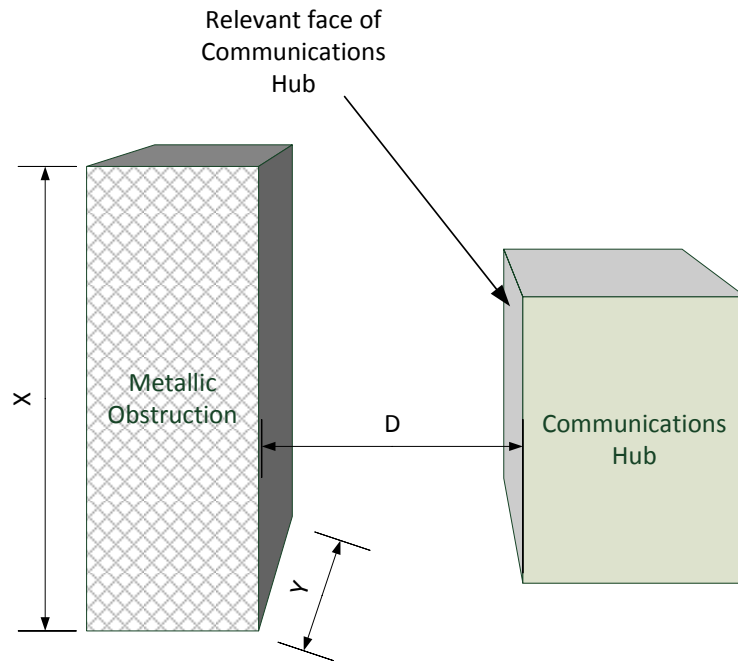 Relevant face of
Communications
Hub
X
Metallic
Obstruction
D
Communications
Hub
Y